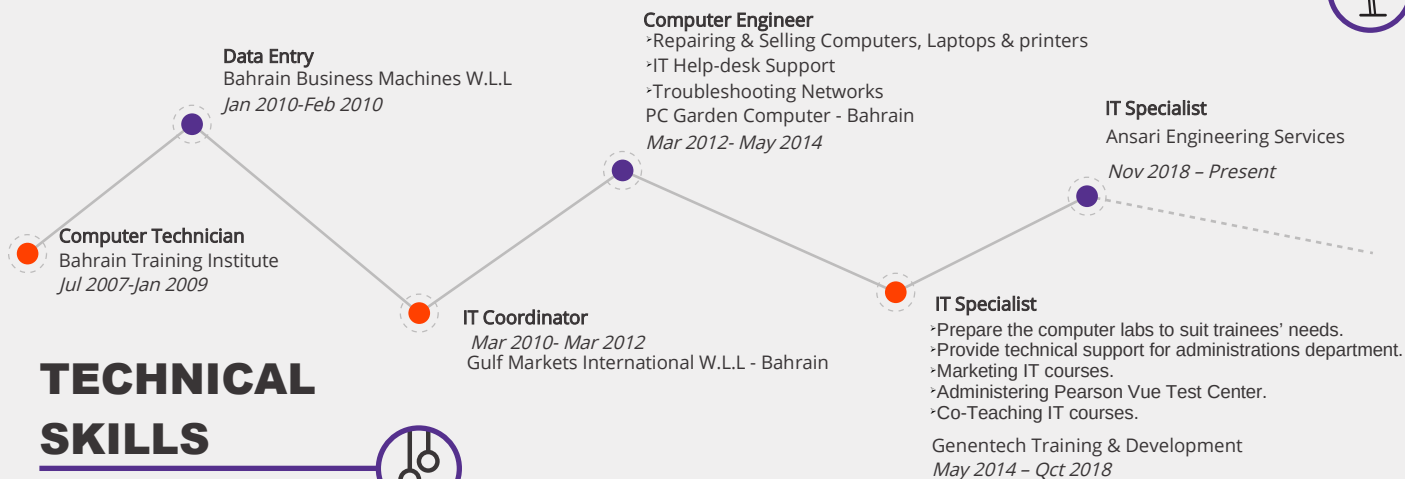 Computer Technician
Bahrain Training Institute
Jul 2007-Jan 2009
Data Entry
Bahrain Business Machines W.L.L
Jan 2010-Feb 2010
IT Coordinator
Mar 2010- Mar 2012
Gulf Markets International W.L.L - Bahrain
Computer Engineer
➢Repairing & Selling Computers, Laptops & printers
➢IT Help-desk Support
➢Troubleshooting Networks
PC Garden Computer - Bahrain
Mar 2012- May 2014
IT Specialist
➢Prepare the computer labs to suit trainees’ needs.
➢Provide technical support for administrations department.
➢Marketing IT courses.
➢Administering Pearson Vue Test Center.
➢Co-Teaching IT courses.
Genentech Training & Development
May 2014 – Qct 2018
IT Specialist
Ansari Engineering Services
Nov 2018 – Present
TECHNICAL
SKILLS